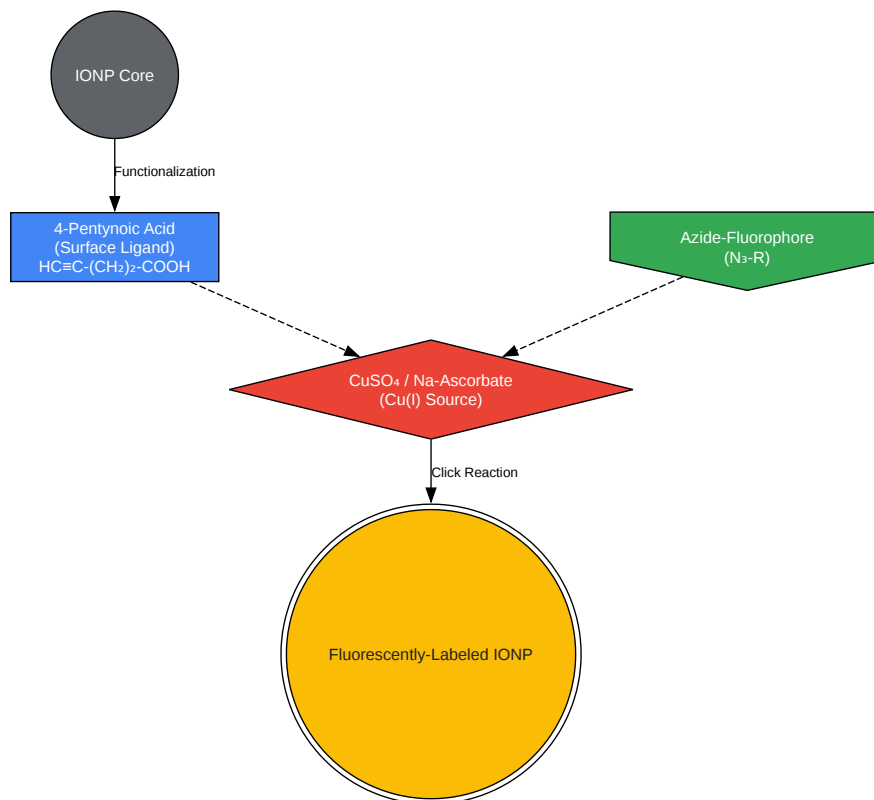 IONP Core
Functionalization
4-Pentynoic Acid
(Surface Ligand)
HC≡C-(CH₂)₂-COOH
Azide-Fluorophore
(N₃-R)
CuSO₄ / Na-Ascorbate
(Cu(I) Source)
Click Reaction
Fluorescently-Labeled IONP